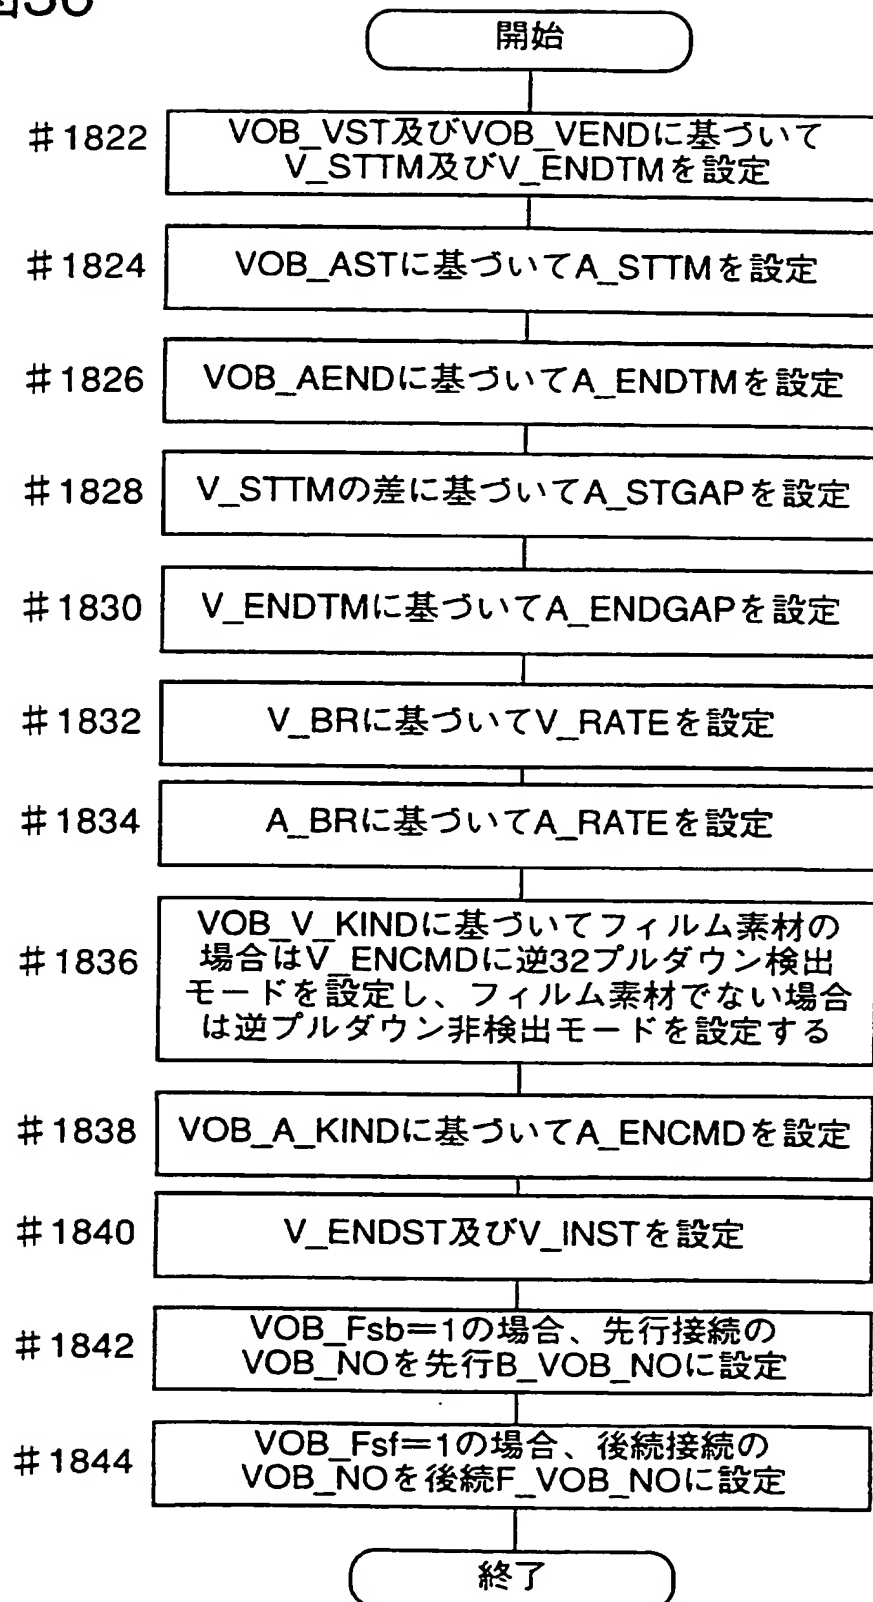 図36
開始
#1822
VOB_VST及びVOB_VENDに基づいて
V_STTM及びV_ENDTMを設定
#1824
VOB_ASTに基づいてA_STTMを設定
#1826
VOB_AENDに基づいてA_ENDTMを設定
#1828
V_STTMの差に基づいてA_STGAPを設定
#1830
V_ENDTMに基づいてA_ENDGAPを設定
#1832
V_BRに基づいてV_RATEを設定
#1834
A_BRに基づいてA_RATEを設定
#1836
VOB_V_KINDに基づいてフィルム素材の
場合はV_ENCMDに逆32プルダウン検出
モードを設定し、フィルム素材でない場合
は逆プルダウン非検出モードを設定する
#1838
VOB_A_KINDに基づいてA_ENCMDを設定
#1840
V_ENDST及びV_INSTを設定
#1842
VOB_Fsb=1の場合、先行接続の
VOB_NOを先行B_VOB_NOに設定
#1844
VOB_Fsf=1の場合、後続接続の
VOB_NOを後続F_VOB_NOに設定
終了